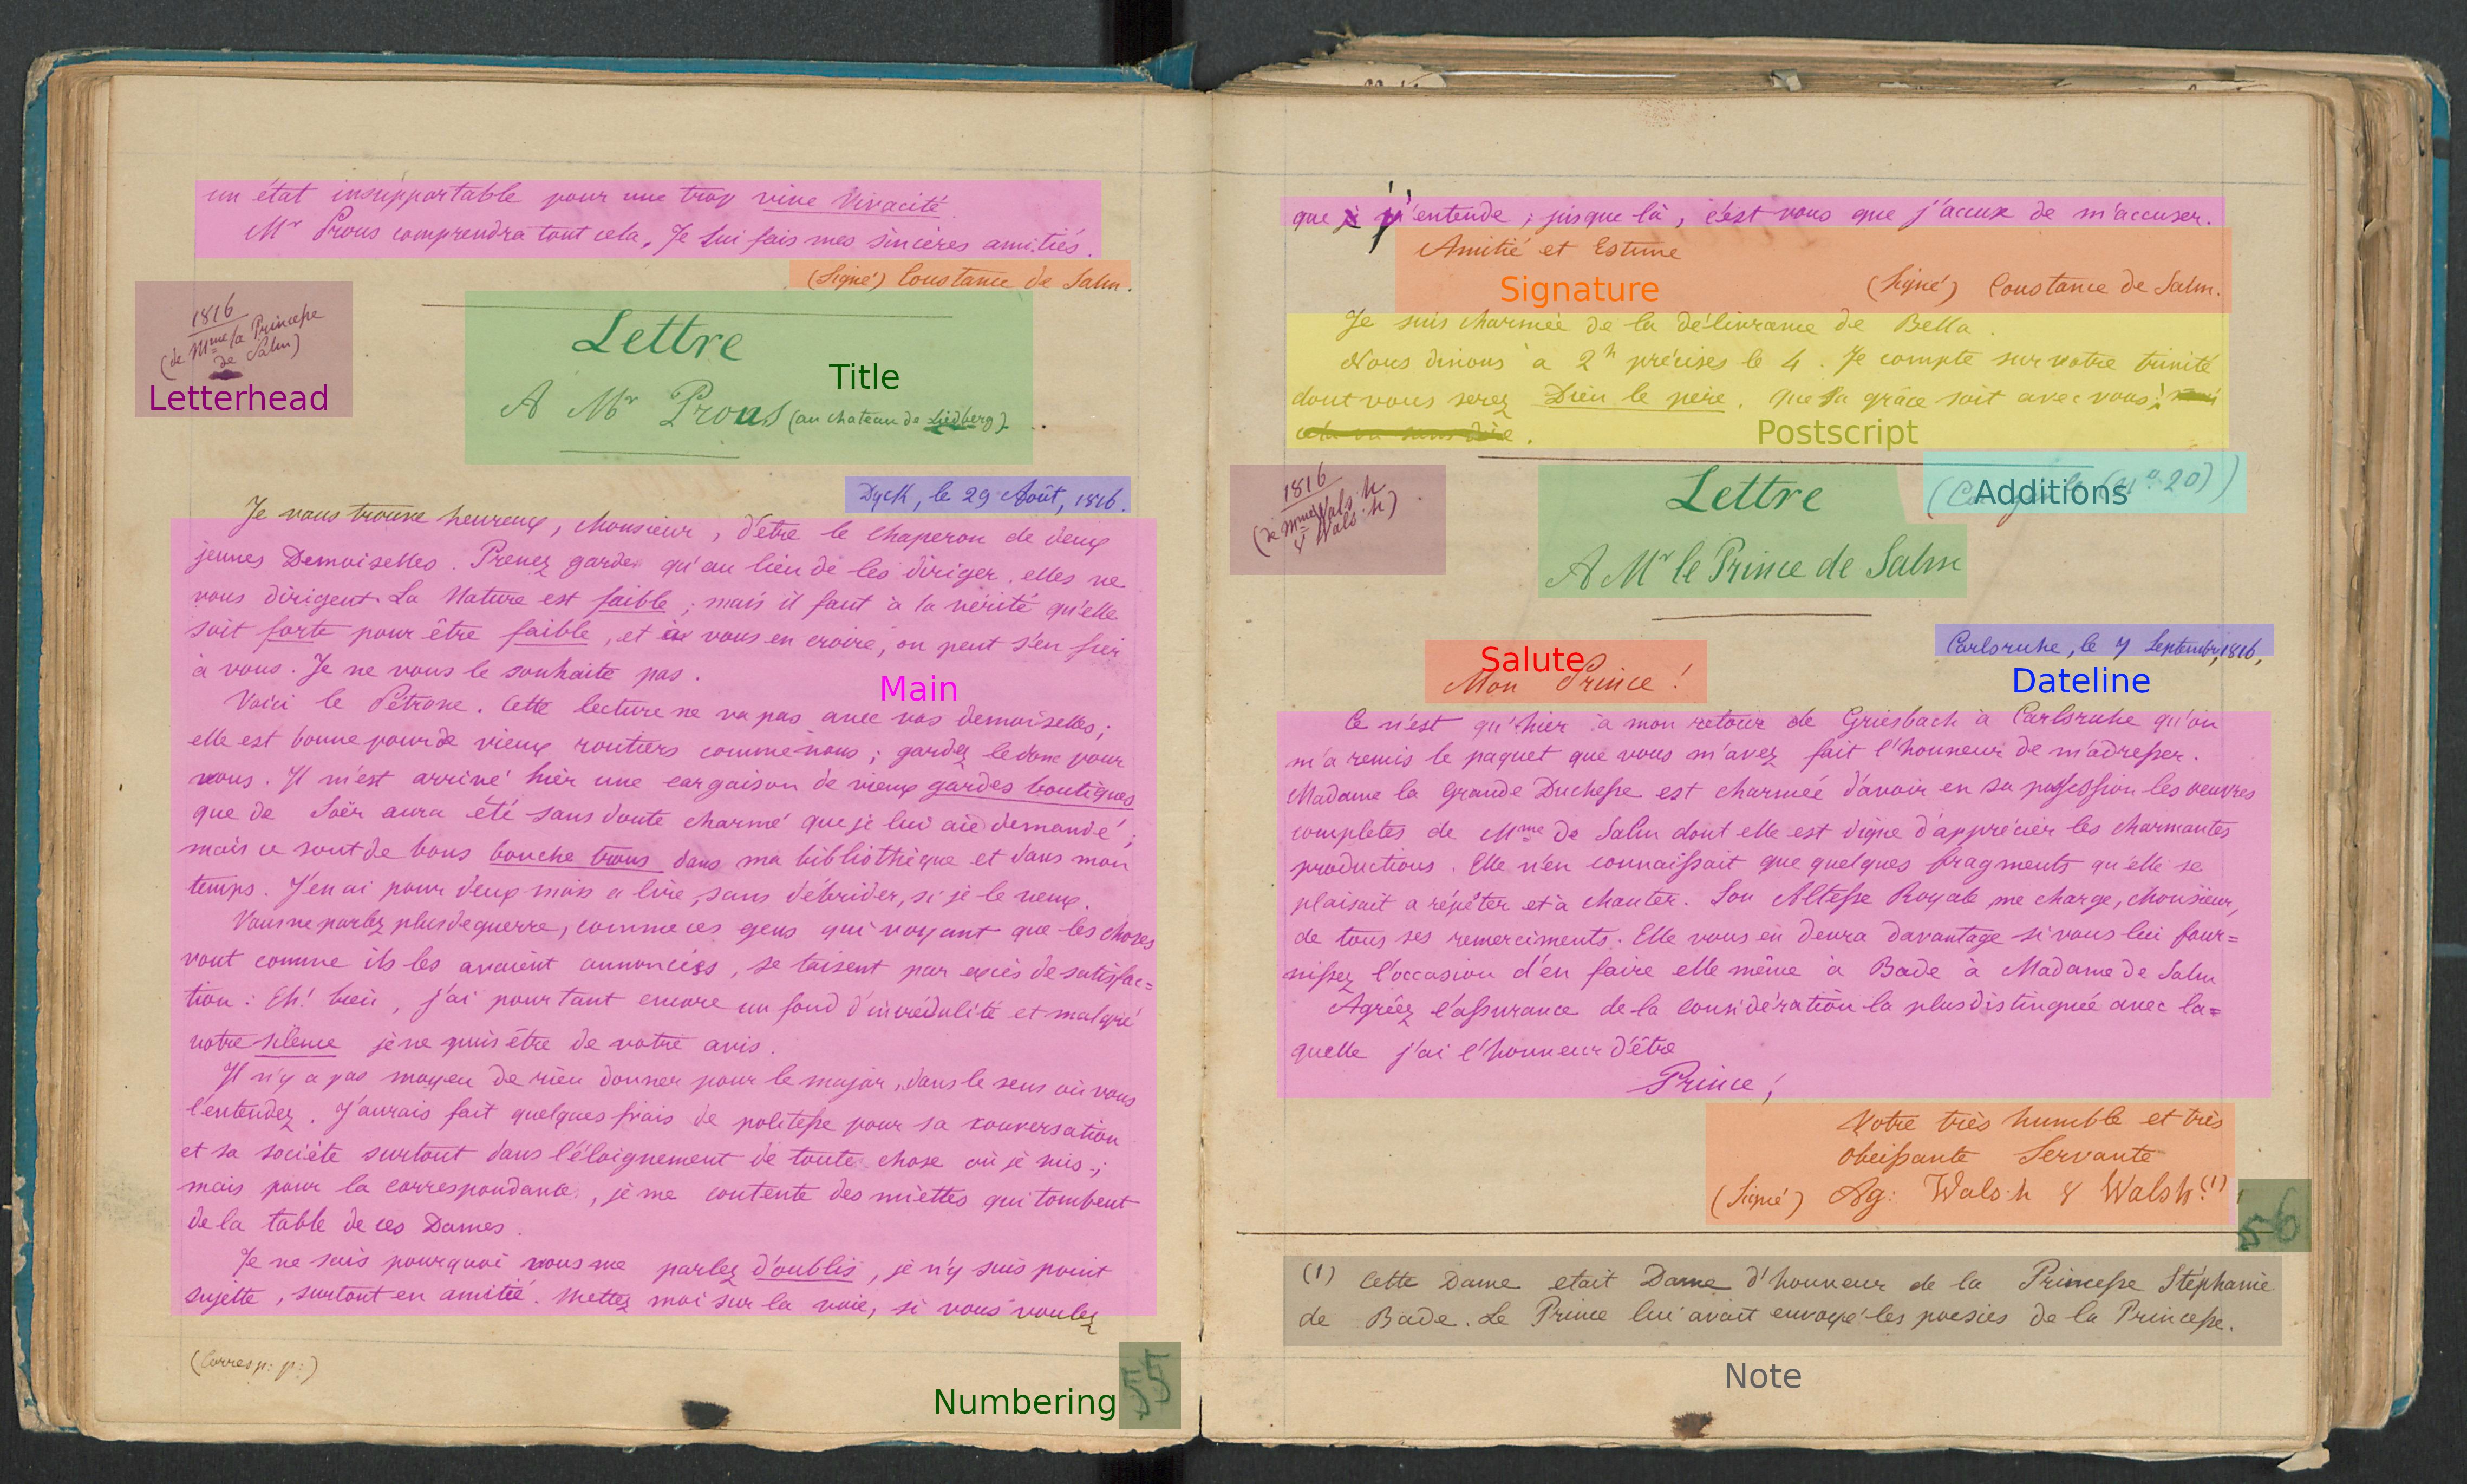 un état insupportable pour une trop vive Vivacité.
Mr Prous comprendra tout cela, Je lui fais mes sincères amitiés.
(Signé) Constance de Salm.
1816
(de Mme la Princesse
de Salm)
Letterhead
Lettre
Title
A Mr Prous (au chateau de Liedberg)
Dyck, le 29 Août, 1816.
Je vous trouve heureux, Monsieur, d'être le chaperon de deux
jeunes Demoiselles. Prenez garde qu'au lieu de les diriger, elles ne
vous dirigent. La Nature est faible ; mais il faut à la vérité qu'elle
soit forte pour être faible, et à vous en croire, on peut s'en fier
à vous. Je ne vous le souhaite pas.
Main
Voici le Pétrone. Cette lecture ne va pas avec vos demoiselles ;
elle est bonne pour de vieux routiers comme nous ; gardez le donc pour
vous. Il m'est arrivé hier une cargaison de vieux gardes boutiques
que de Soër aura été sans doute charmé que je lui aie demandé ;
mais ce sont de bons bouche trous dans ma bibliothèque et dans mon
temps. J'en ai pour deux mois a lire, sans débrider, si je le veux.
Vous ne parlez plus de guerre, comme ces gens qui voyant que les choses
vont comme ils les avaient annoncées, se taisent par excès de satisfac=
tion : Eh! bien, j'ai pourtant encore un fond d'incrédulité et malgré
votre silence je ne puis être de votre avis.
Il n'y a pas moyen de rien donner pour le major, dans le sens où vous
l'entendez. J'aurais fait quelques frais de politesse pour sa conversation
et sa société surtout dans l'éloignement de toute chose où je suis ;
mais pour la correspondance, je me contente des miettes qui tombent
de la table de ces Dames.
Je ne sais pourquoi vous me parlez d'oublis, je n'y suis point
sujette, surtout en amitié. Mettez moi sur la voie, si vous voulez
(Corresp: p:)
Numbering
55
que j'entende ; jusque là, c'est vous que j'accuse de m'accuser.
Amitié et Estime
Signature
(Signé) Constance de Salm.
Je suis charmée de la délivrance de Bella.
Nous dinons à 2h précises le 4. Je compte sur votre trinité
dont vous serez Dieu le père. Que sa grâce soit avec vous!
cela va sans dire.
Postscript
1816
(de Mme Wals.h
& Wals.h)
Lettre
Additions
(no 20))
A Mr le Prince de Salm
Carlsruhe, le 7 Septembre, 1816,
Salute
Mon Prince !
Dateline
Ce n'est qu'hier à mon retour de Griesbach à Carlsruhe qu'on
m'a remis le paquet que vous m'avez fait l'honneur de m'adresser.
Madame la Grande Duchesse est charmée d'avoir en sa possession les oeuvres
completes de Mme de Salm dont elle est digne d'apprécier les charmantes
productions. Elle n'en connaissait que quelques fragments qu'elle se
plaisait a répéter et à chanter. Son Altesse Royale me charge, Monsieur,
de tous ses remerciments. Elle vous en devra davantage si vous lui four=
nissez l'occasion d'en faire elle même à Bade à Madame de Salm
Agréez l'assurance de la considération la plus distinguée avec la=
quelle j'ai l'honneur d'être
Prince,
Votre très humble et très
obeissante Servante
(Signé) Ag: Wals.h & Walsh (1)
56
(1) Cette Dame etait Dame d'honneur de la Princesse Stéphanie
de Bade. Le Prince lui avait envoyé les poesies de la Princesse.
Note